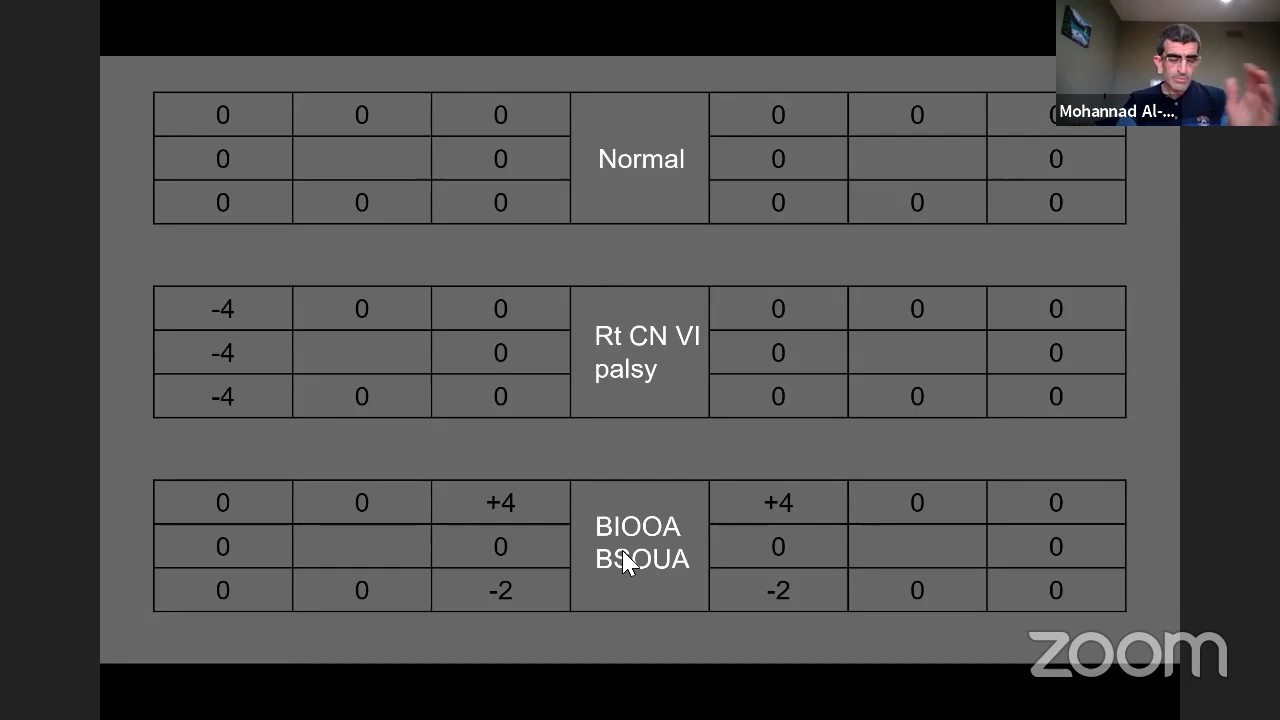 Mohannad Al-...
0 0 0 0 0 0
0 0 Normal 0 0
0 0 0 0 0 0
-4 0 0 0 0 0
-4 0 Rt CN VI 0 0
palsy
-4 0 0 0 0 0
0 0 +4 +4 0 0
BIOOA
0 0 0 0
BSOUA
0 0 -2 -2 0 0
zoom